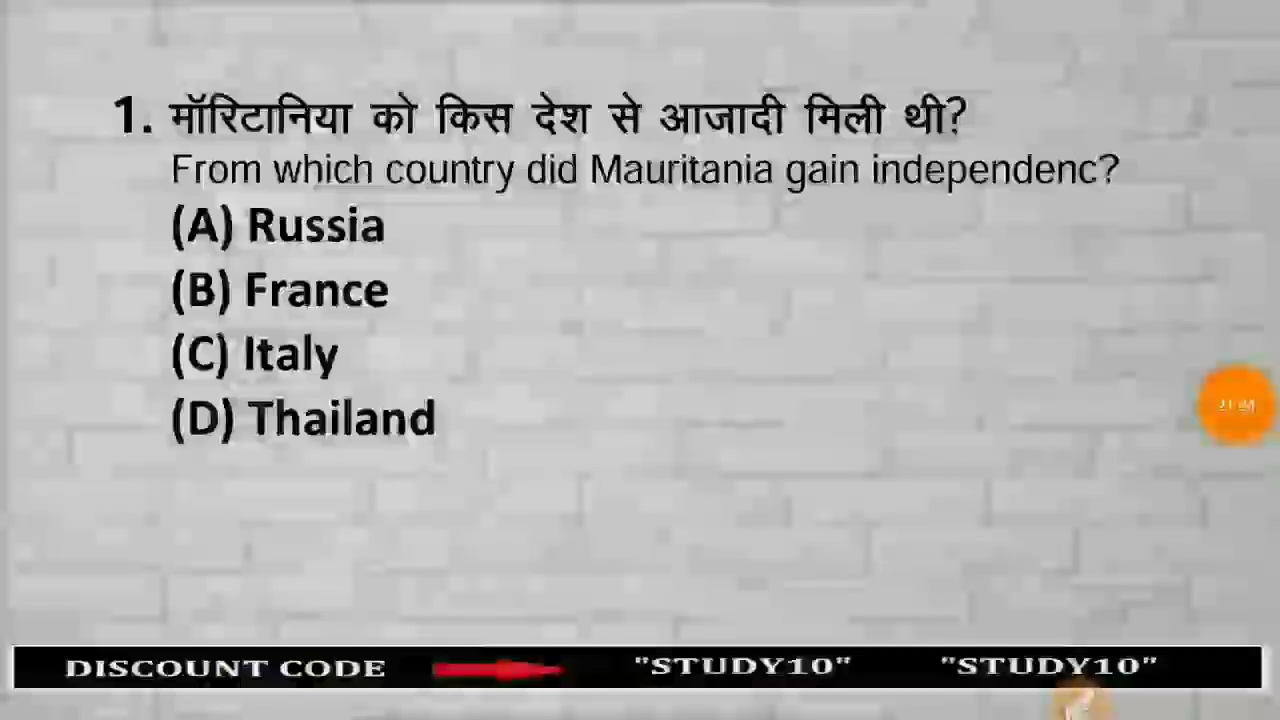 1. मॉरिटानिया को किस देश से आजादी मिली थी?
From which country did Mauritania gain independenc?
(A) Russia
(B) France
(C) Italy
(D) Thailand
DISCOUNT CODE "STUDY10" "STUDY10"